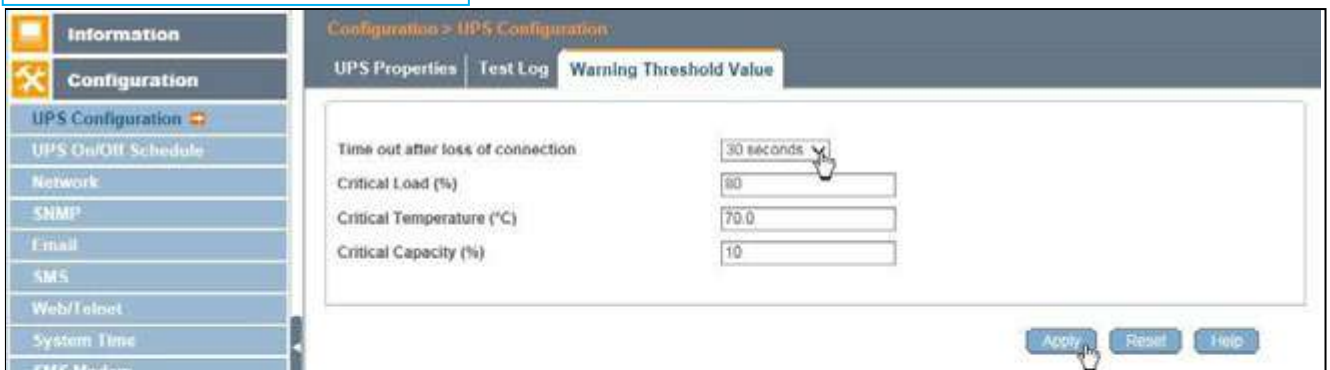 Information
Configuration
UPS Configuration
UPS On/Off Schedule
Network
SNMP
Email
SMS
Web/Telnet
System Time
SMS Modem
Configuration > UPS Configuration
UPS Properties Test Log Warning Threshold Value
Time out after loss of connection 30 seconds
Critical Load (%) 80
Critical Temperature (°C) 70.0
Critical Capacity (%) 10
Apply Reset Help